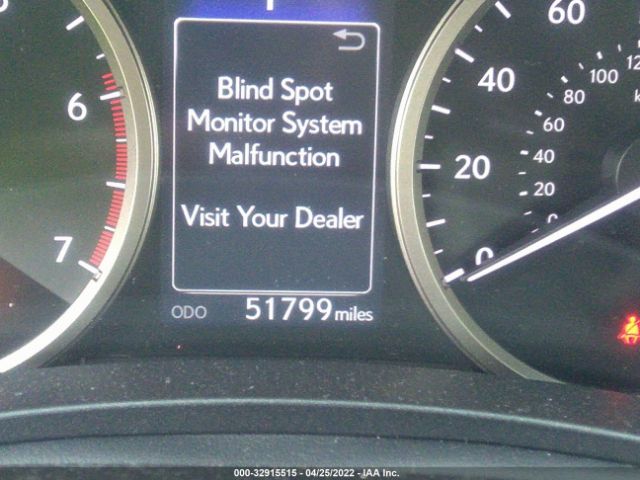 Blind Spot
Monitor System
Malfunction
Visit Your Dealer
ODO 51799 miles
6
7
60
40
20
0
100
80
60
40
20
0
000-32915515 - 04/25/2022 - IAA Inc.